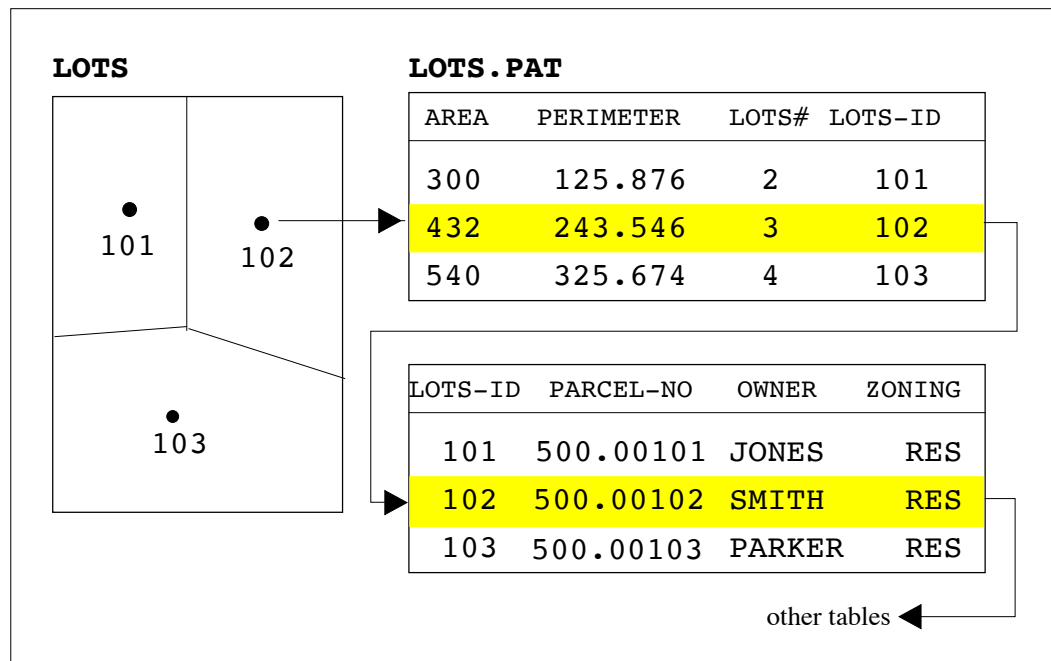 LOTS
101
102
103
LOTS.PAT
AREA PERIMETER LOTS# LOTS-ID
300 125.876 2 101
432 243.546 3 102
540 325.674 4 103
LOTS-ID PARCEL-NO OWNER ZONING
101 500.00101 JONES RES
102 500.00102 SMITH RES
103 500.00103 PARKER RES
other tables